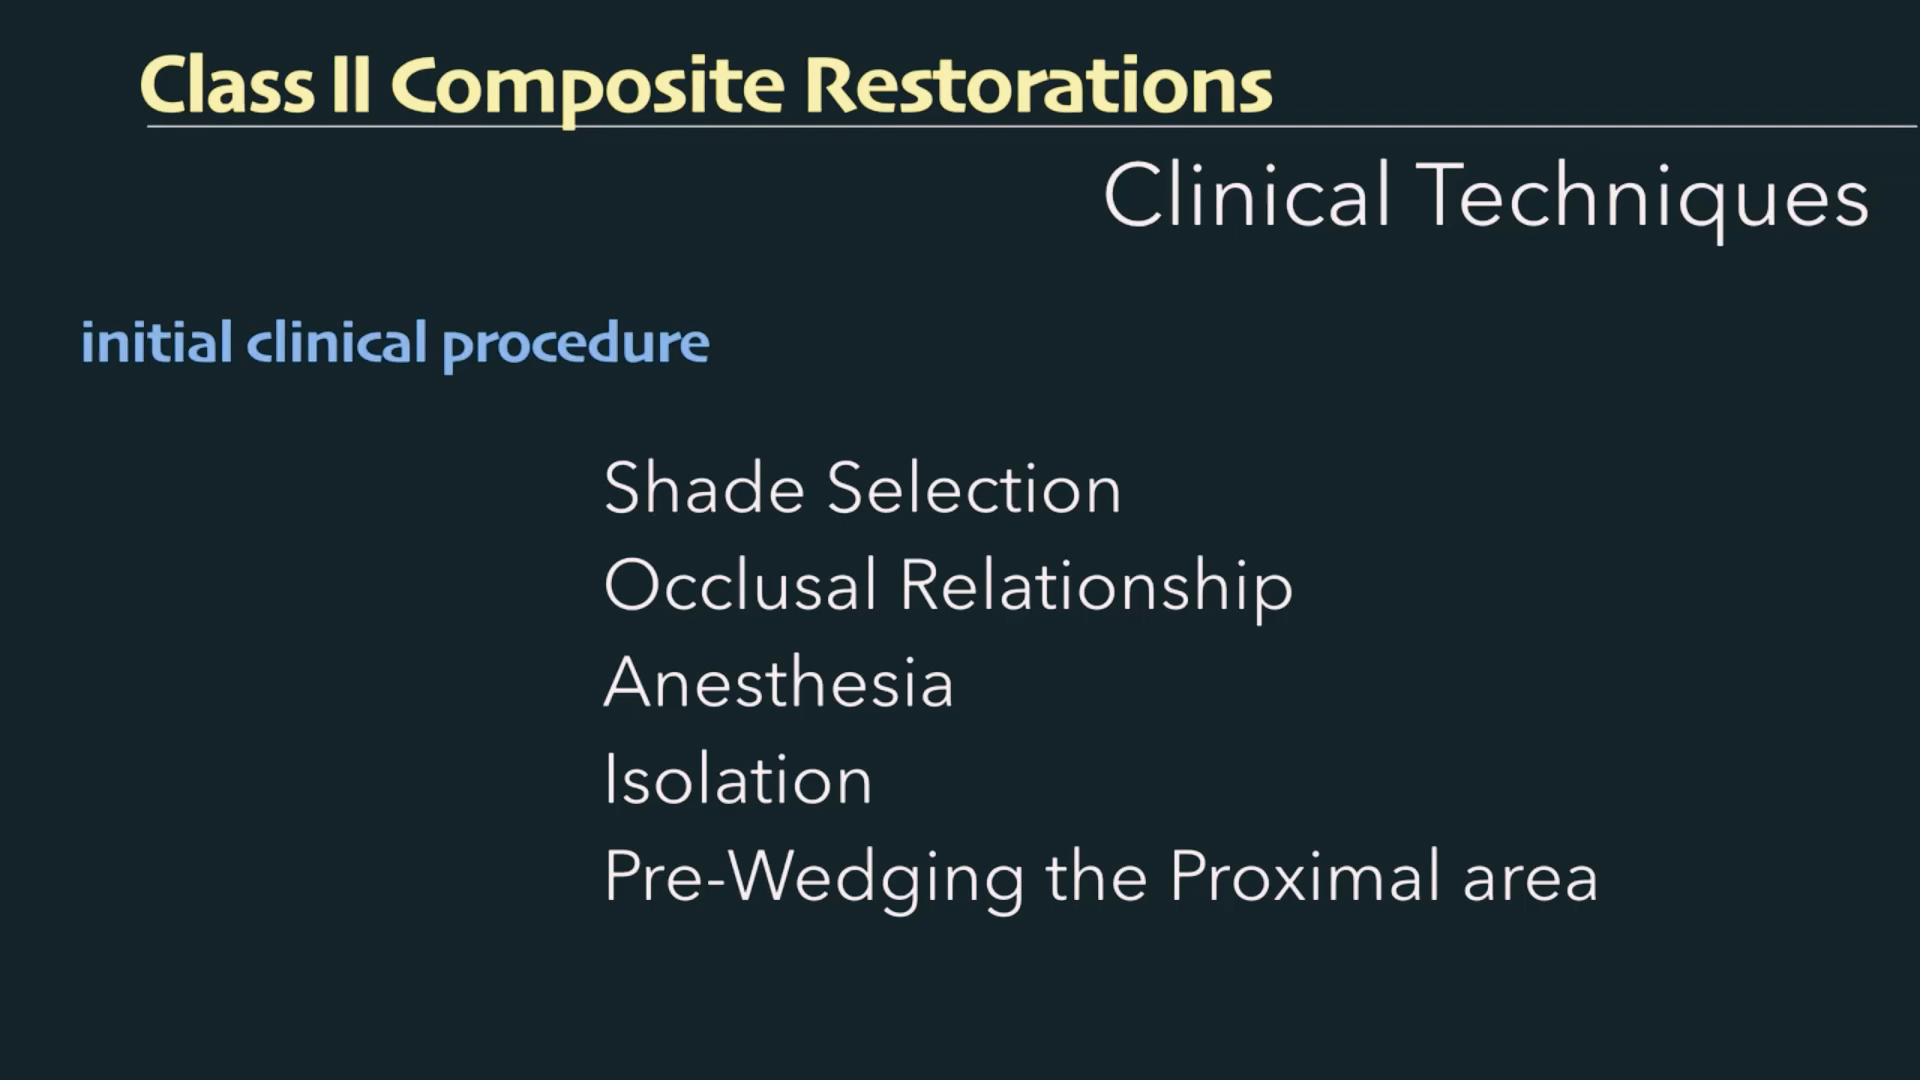 Class II Composite Restorations
Clinical Techniques
initial clinical procedure
Shade Selection
Occlusal Relationship
Anesthesia
Isolation
Pre-Wedging the Proximal area